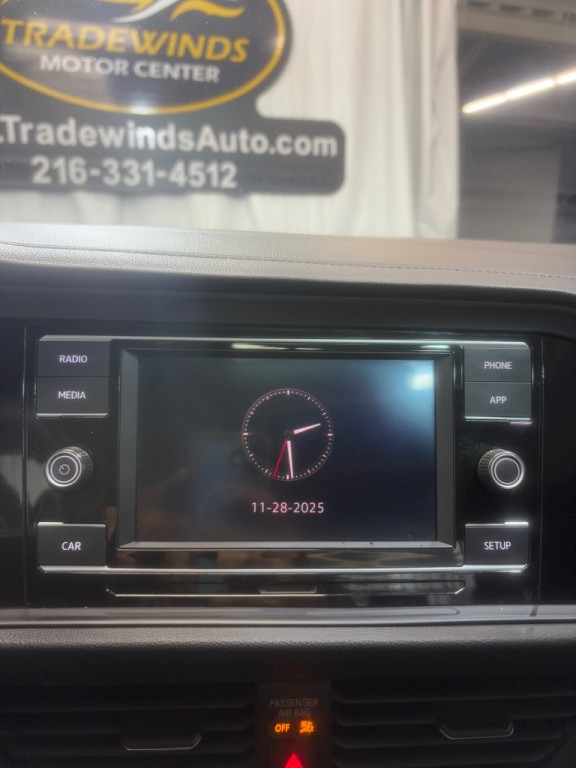 TRADEWINDS
MOTOR CENTER
.TradewindsAuto.com
216-331-4512
RADIO
MEDIA
CAR
11-28-2025
PHONE
APP
SETUP
PASSENGER
AIR BAG
OFF